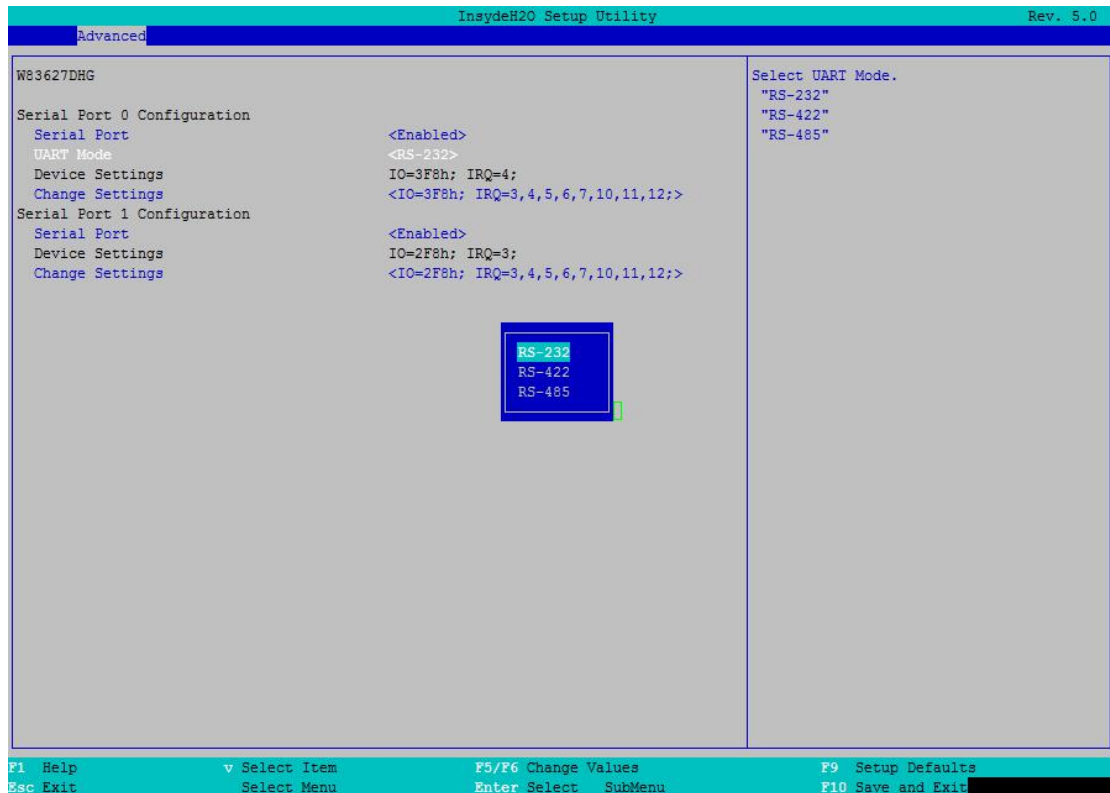 InsydeH2O Setup Utility Rev. 5.0
Advanced
W83627DHG
Serial Port 0 Configuration
Serial Port <Enabled>
UART Mode <RS-232>
Device Settings IO=3F8h; IRQ=4;
Change Settings <IO=3F8h; IRQ=3,4,5,6,7,10,11,12;>
Serial Port 1 Configuration
Serial Port <Enabled>
Device Settings IO=2F8h; IRQ=3;
Change Settings <IO=2F8h; IRQ=3,4,5,6,7,10,11,12;>
Select UART Mode.
"RS-232"
"RS-422"
"RS-485"
RS-232
RS-422
RS-485
F1 Help v Select Item F5/F6 Change Values F9 Setup Defaults
Esc Exit Select Menu Enter Select SubMenu F10 Save and Exit